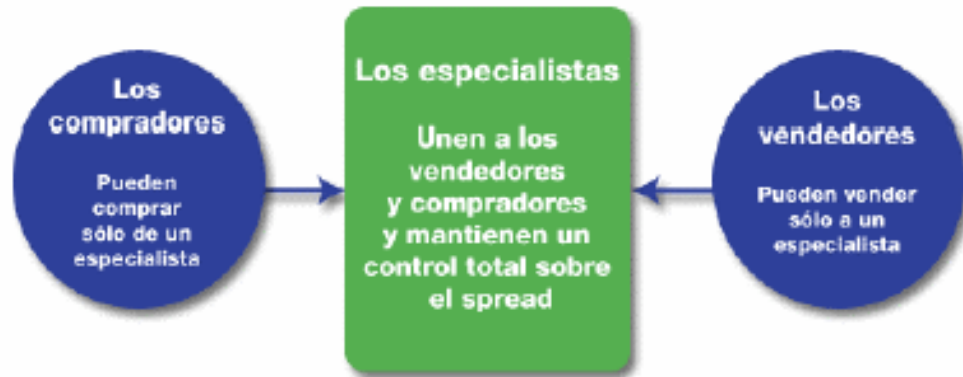 Los
compradores
Pueden
comprar
sólo de un
especialista
Los especialistas
Unen a los
vendedores
y compradores
y mantienen un
control total sobre
el spread
Los
vendedores
Pueden vender
sólo a un
especialista